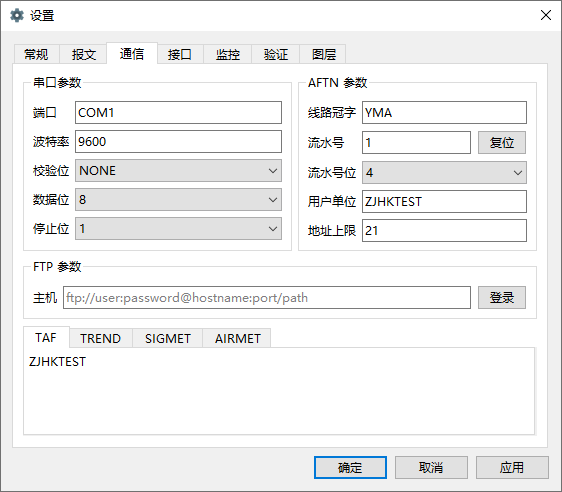 设置
常规 报文 通信 接口 监控 验证 图层
串口参数
端口 COM1
波特率 9600
校验位 NONE
数据位 8
停止位 1
AFTN 参数
线路冠字 YMA
流水号 1 复位
流水号位 4
用户单位 ZJHKTEST
地址上限 21
FTP 参数
主机 ftp://user:password@hostname:port/path 登录
TAF TREND SIGMET AIRMET
ZJHKTEST
确定 取消 应用